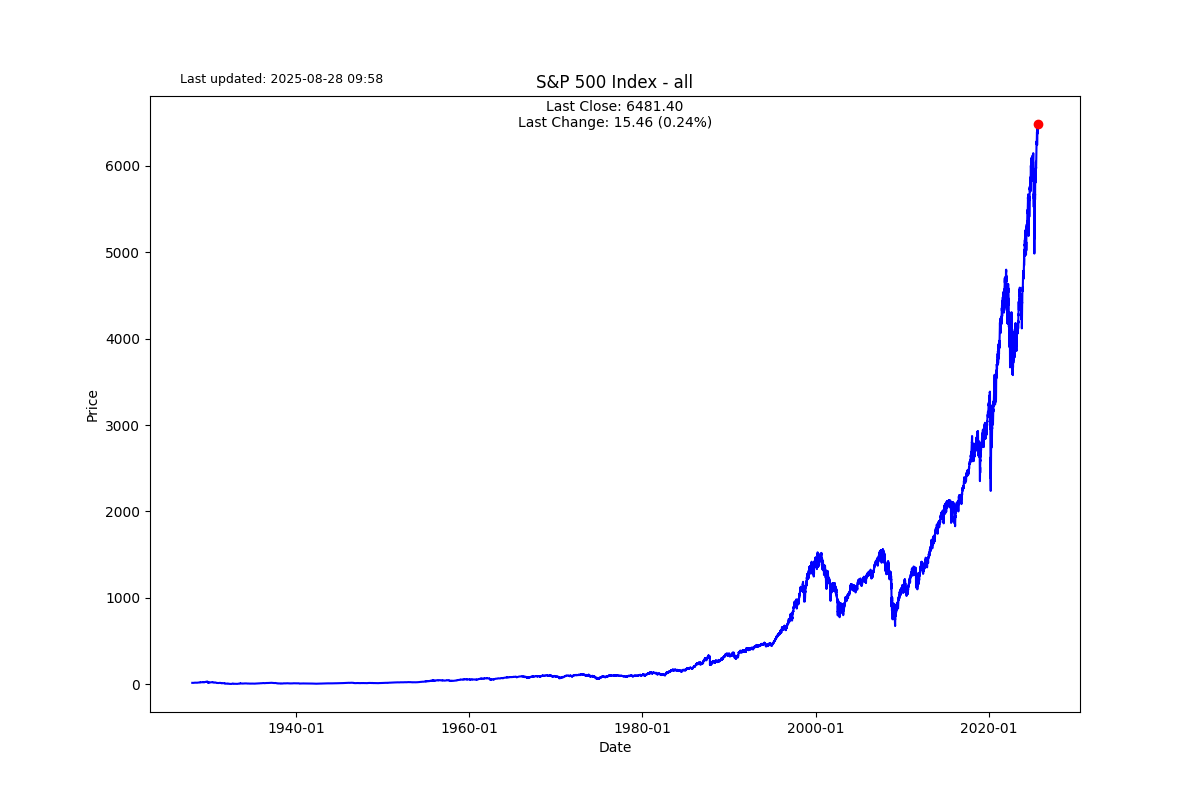 Last updated: 2025-08-28 09:58
S&P 500 Index - all
Last Close: 6481.40
Last Change: 15.46 (0.24%)
6000
5000
4000
3000
2000
1000
0
Price
1940-01
1960-01
1980-01
2000-01
2020-01
Date